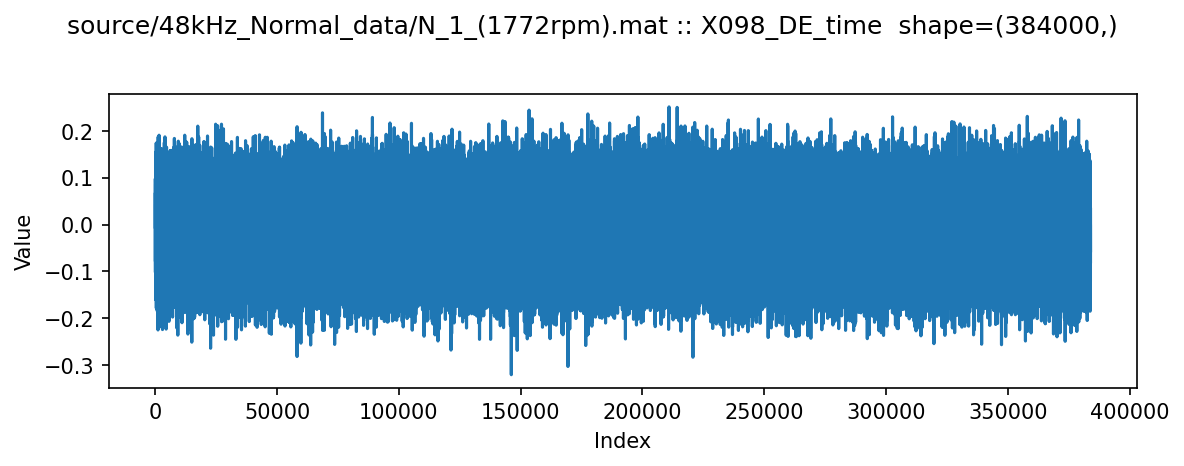 source/48kHz_Normal_data/N_1_(1772rpm).mat :: X098_DE_time  shape=(384000,)
0.2
0.1
0.0
−0.1
−0.2
−0.3
Value
0 50000 100000 150000 200000 250000 300000 350000 400000
Index